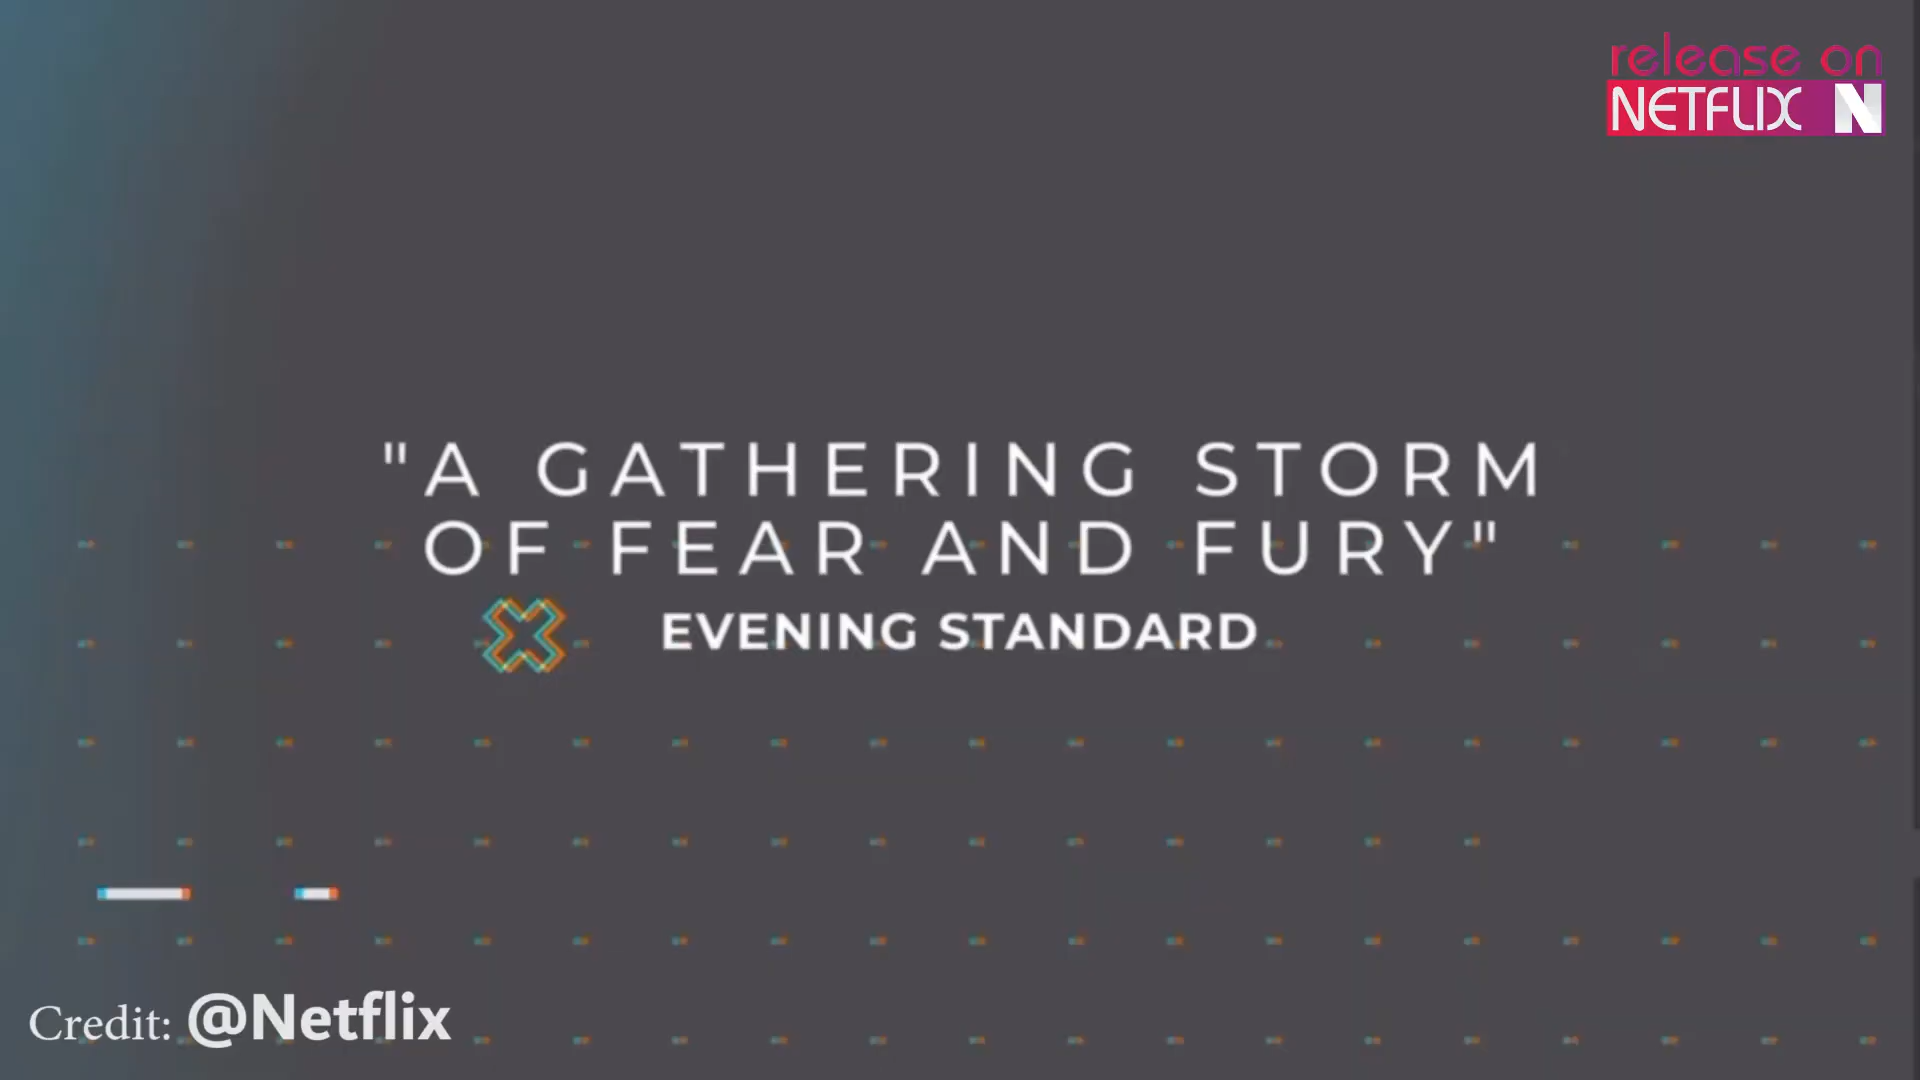 release on
NETFLIX N
"A GATHERING STORM
OF FEAR AND FURY"
EVENING STANDARD
Credit: @Netflix